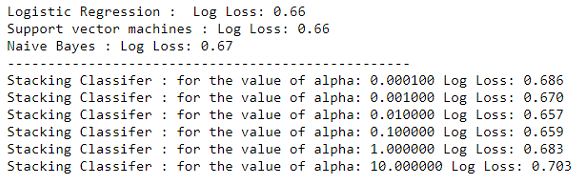 Logistic Regression :  Log Loss: 0.66
Support vector machines : Log Loss: 0.66
Naive Bayes : Log Loss: 0.67
--------------------------------------------------
Stacking Classifer : for the value of alpha: 0.000100 Log Loss: 0.686
Stacking Classifer : for the value of alpha: 0.001000 Log Loss: 0.670
Stacking Classifer : for the value of alpha: 0.010000 Log Loss: 0.657
Stacking Classifer : for the value of alpha: 0.100000 Log Loss: 0.659
Stacking Classifer : for the value of alpha: 1.000000 Log Loss: 0.683
Stacking Classifer : for the value of alpha: 10.000000 Log Loss: 0.703